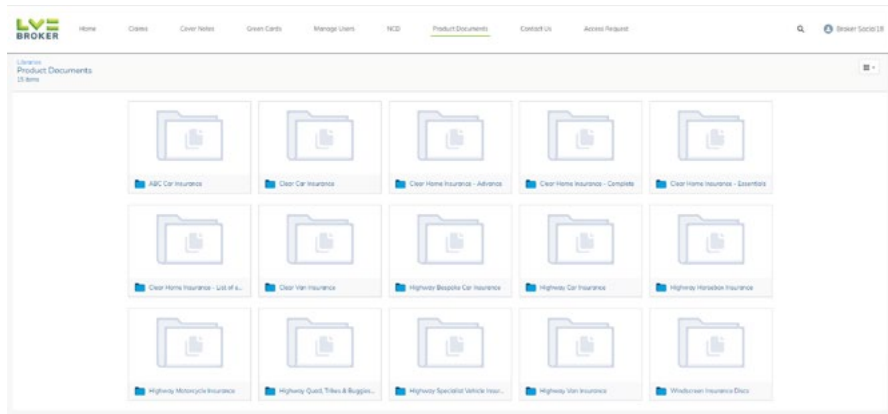 LV=
BROKER
Home
Claims
Cover Notes
Green Cards
Manage Users
NCD
Product Documents
Contact Us
Access Request
Broker Social18
Libraries
Product Documents
15 items
ABC Car Insurance
Clear Car Insurance
Clear Home Insurance - Advance
Clear Home Insurance - Complete
Clear Home Insurance - Essentials
Clear Home Insurance - List of e...
Clear Van Insurance
Highway Bespoke Car Insurance
Highway Car Insurance
Highway Horsebox Insurance
Highway Motorcycle Insurance
Highway Quad, Trikes & Buggies...
Highway Specialist Vehicle Insur...
Highway Van Insurance
Windscreen Insurance Discs